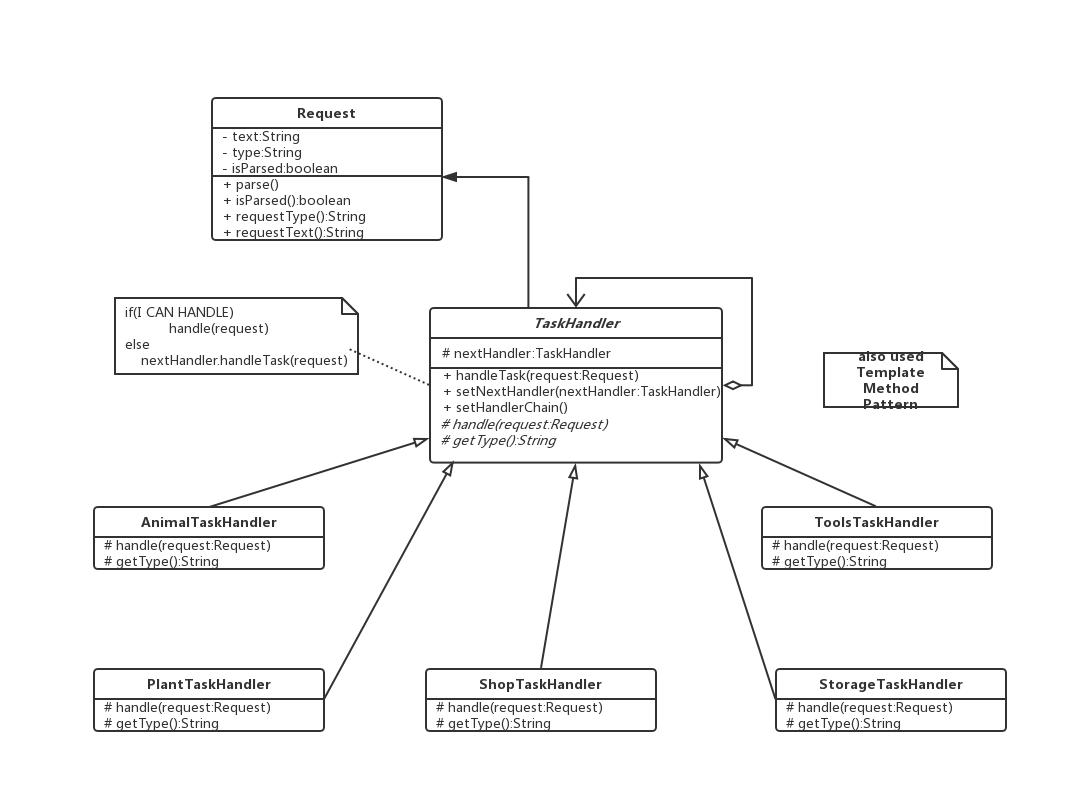 Request
- text:String
- type:String
- isParsed:boolean
+ parse()
+ isParsed():boolean
+ requestType():String
+ requestText():String
if(I CAN HANDLE)
handle(request)
else
nextHandler.handleTask(request)
TaskHandler
# nextHandler:TaskHandler
+ handleTask(request:Request)
+ setNextHandler(nextHandler:TaskHandler)
+ setHandlerChain()
# handle(request:Request)
# getType():String
also used
Template
Method
Pattern
AnimalTaskHandler
# handle(request:Request)
# getType():String
ToolsTaskHandler
# handle(request:Request)
# getType():String
PlantTaskHandler
# handle(request:Request)
# getType():String
ShopTaskHandler
# handle(request:Request)
# getType():String
StorageTaskHandler
# handle(request:Request)
# getType():String